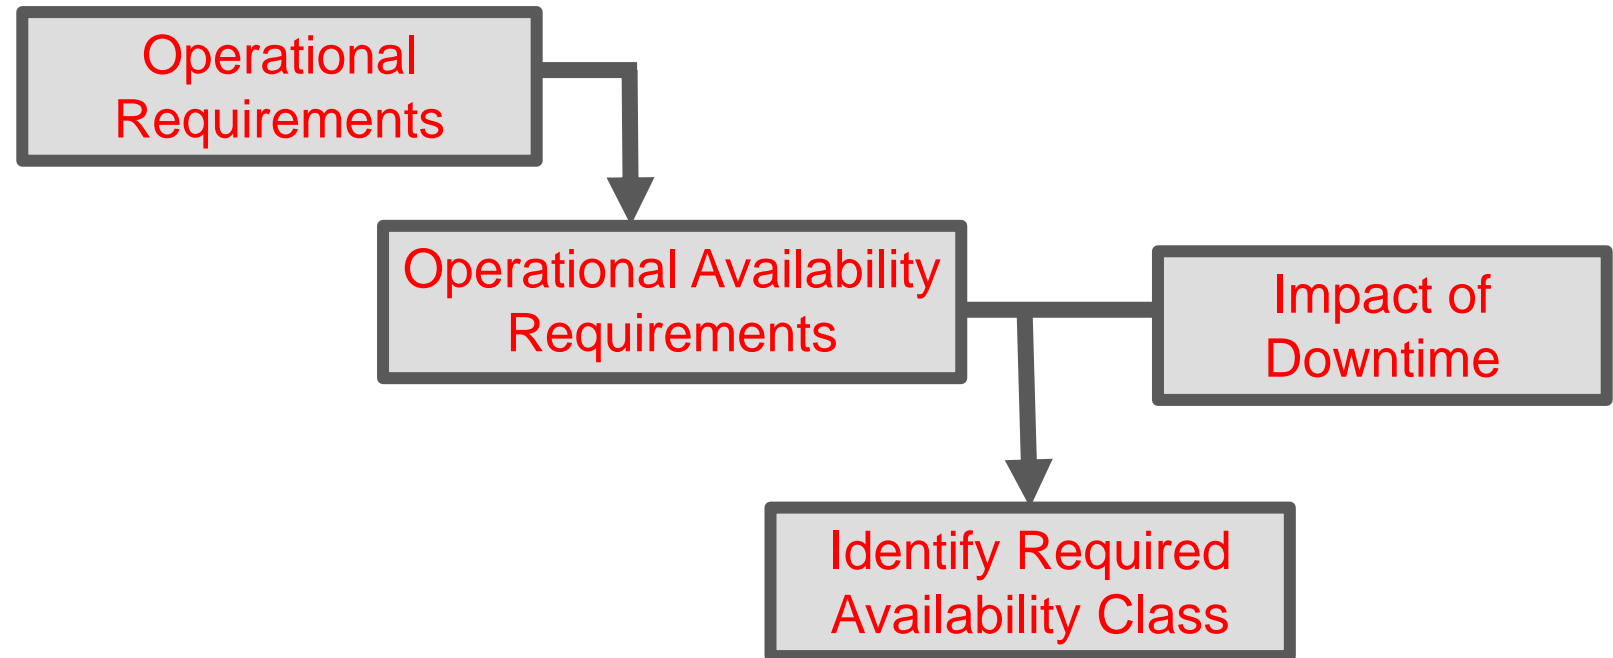 Operational
Requirements
Operational Availability
Requirements
Impact of
Downtime
Identify Required
Availability Class